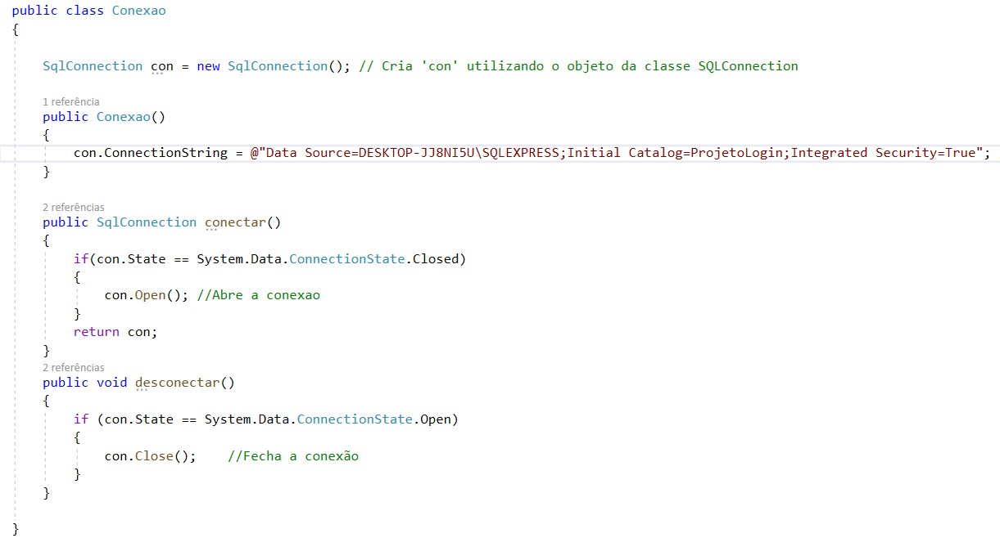 public class Conexao
{
SqlConnection con = new SqlConnection(); // Cria 'con' utilizando o objeto da classe SQLConnection
1 referência
public Conexao()
{
con.ConnectionString = @"Data Source=DESKTOP-JJ8NI5U\SQLEXPRESS;Initial Catalog=ProjetoLogin;Integrated Security=True";
}
2 referências
public SqlConnection conectar()
{
if(con.State == System.Data.ConnectionState.Closed)
{
con.Open(); //Abre a conexao
}
return con;
}
2 referências
public void desconectar()
{
if (con.State == System.Data.ConnectionState.Open)
{
con.Close(); //Fecha a conexão
}
}
}